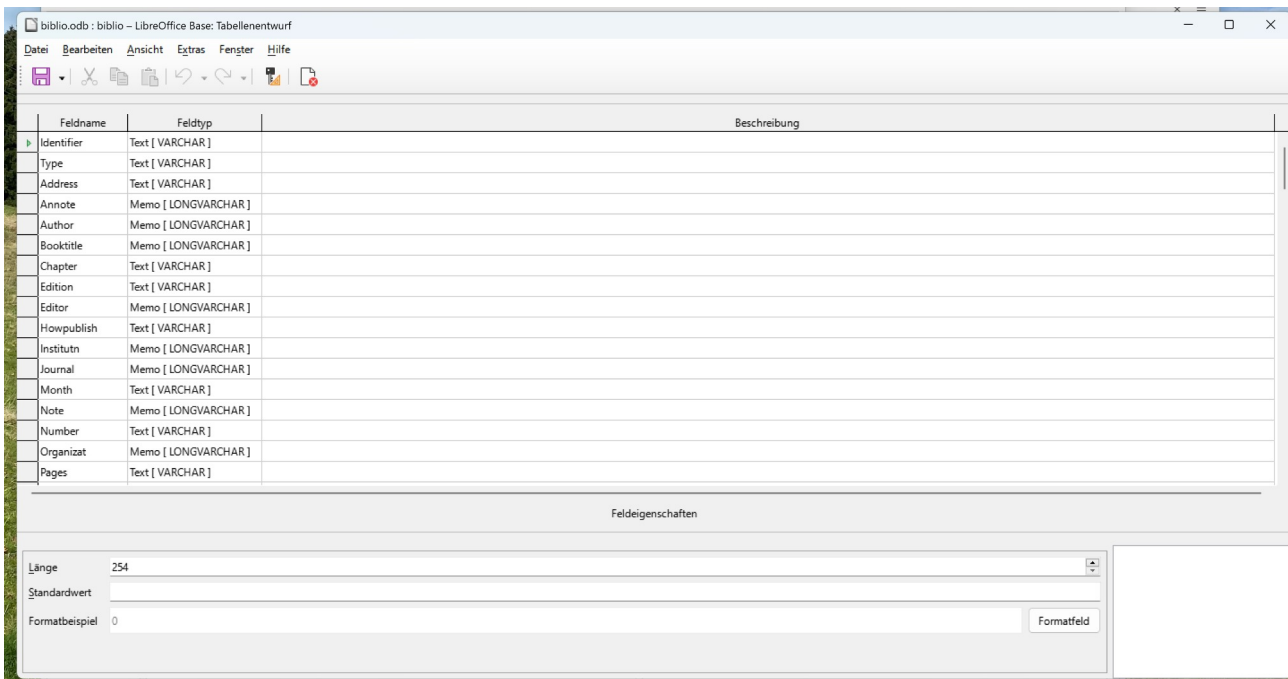 biblio.odb : biblio – LibreOffice Base: Tabellenentwurf
Datei Bearbeiten Ansicht Extras Fenster Hilfe
Feldname Feldtyp Beschreibung
Identifier Text [ VARCHAR ]
Type Text [ VARCHAR ]
Address Text [ VARCHAR ]
Annote Memo [ LONGVARCHAR ]
Author Memo [ LONGVARCHAR ]
Booktitle Memo [ LONGVARCHAR ]
Chapter Text [ VARCHAR ]
Edition Text [ VARCHAR ]
Editor Memo [ LONGVARCHAR ]
Howpublish Text [ VARCHAR ]
Institutn Memo [ LONGVARCHAR ]
Journal Memo [ LONGVARCHAR ]
Month Text [ VARCHAR ]
Note Memo [ LONGVARCHAR ]
Number Text [ VARCHAR ]
Organizat Memo [ LONGVARCHAR ]
Pages Text [ VARCHAR ]
Feldeigenschaften
Länge 254
Standardwert
Formatbeispiel 0 Formatfeld